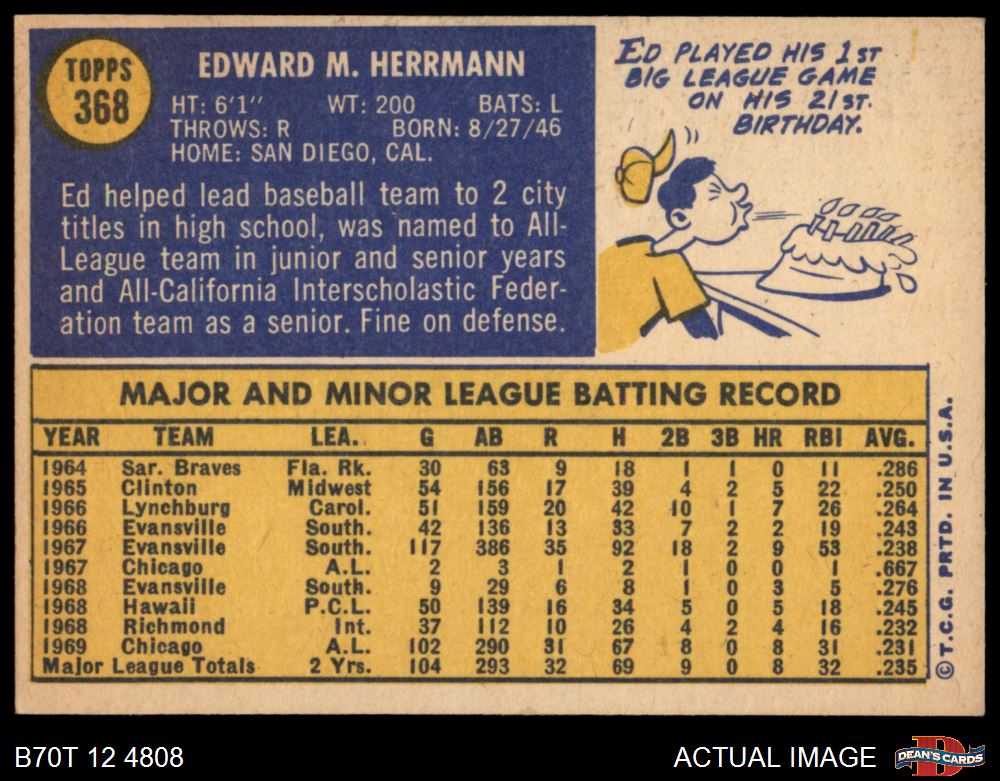 TOPPS
368
EDWARD M. HERRMANN
HT: 6'1" WT: 200 BATS: L
THROWS: R BORN: 8/27/46
HOME: SAN DIEGO, CAL.
Ed helped lead baseball team to 2 city
titles in high school, was named to All-
League team in junior and senior years
and All-California Interscholastic Feder-
ation team as a senior. Fine on defense.
ED PLAYED HIS 1ST
BIG LEAGUE GAME
ON HIS 21ST.
BIRTHDAY.
MAJOR AND MINOR LEAGUE BATTING RECORD
YEAR TEAM LEA. G AB R H 2B 3B HR RBI AVG.
1964 Sar. Braves Fla. Rk. 30 63 9 18 1 1 0 11 .286
1965 Clinton Midwest 54 156 17 39 4 2 5 22 .250
1966 Lynchburg Carol. 51 159 20 42 10 1 7 26 .264
1966 Evansville South. 42 136 13 33 7 2 2 19 .243
1967 Evansville South. 117 386 35 92 18 2 9 53 .238
1967 Chicago A.L. 2 3 1 2 1 0 0 1 .667
1968 Evansville South. 9 29 6 8 1 0 3 5 .276
1968 Hawaii P.C.L. 50 139 16 34 5 0 5 18 .245
1968 Richmond Int. 37 112 10 26 4 2 4 16 .232
1969 Chicago A.L. 102 290 31 67 8 0 8 31 .231
Major League Totals 2 Yrs. 104 293 32 69 9 0 8 32 .235
© T.C.G. PRTD. IN U.S.A.
B70T 12 4808
ACTUAL IMAGE
DEAN'S CARDS